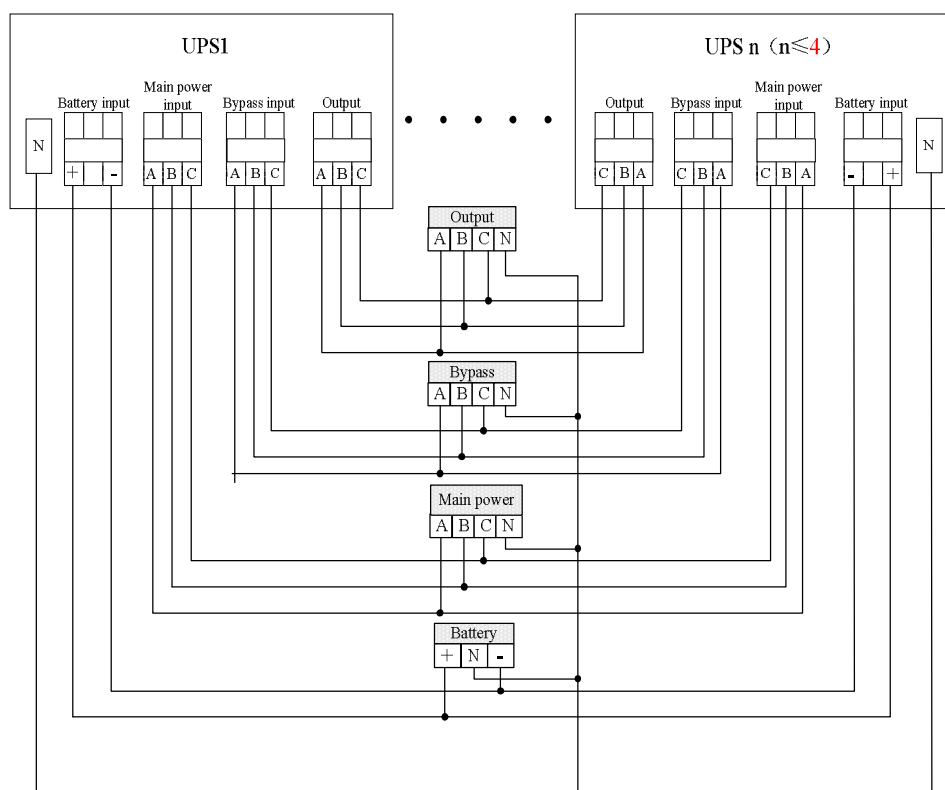 UPS1
UPS n（n≤4）
Battery input
Main power input
Bypass input
Output
Output
Bypass input
Main power input
Battery input
N
+ -
A B C
A B C
A B C
C B A
C B A
C B A
- +
N
Output
A B C N
Bypass
A B C N
Main power
A B C N
Battery
+ N -